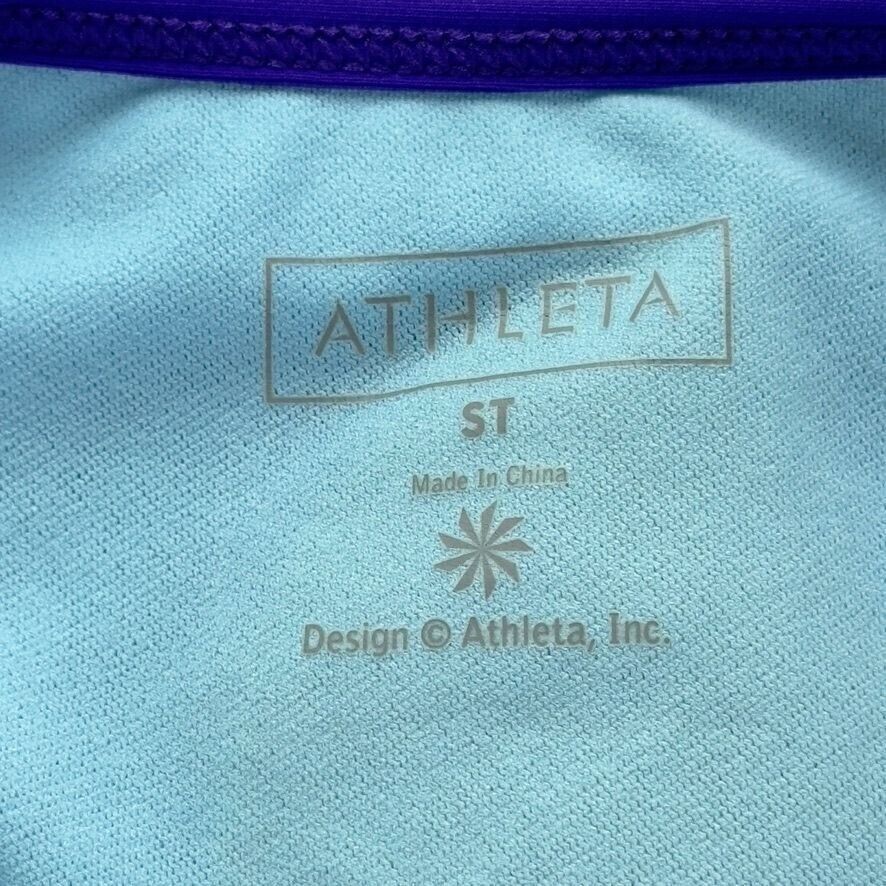 ATHLETA
ST
Made In China
Design © Athleta, Inc.